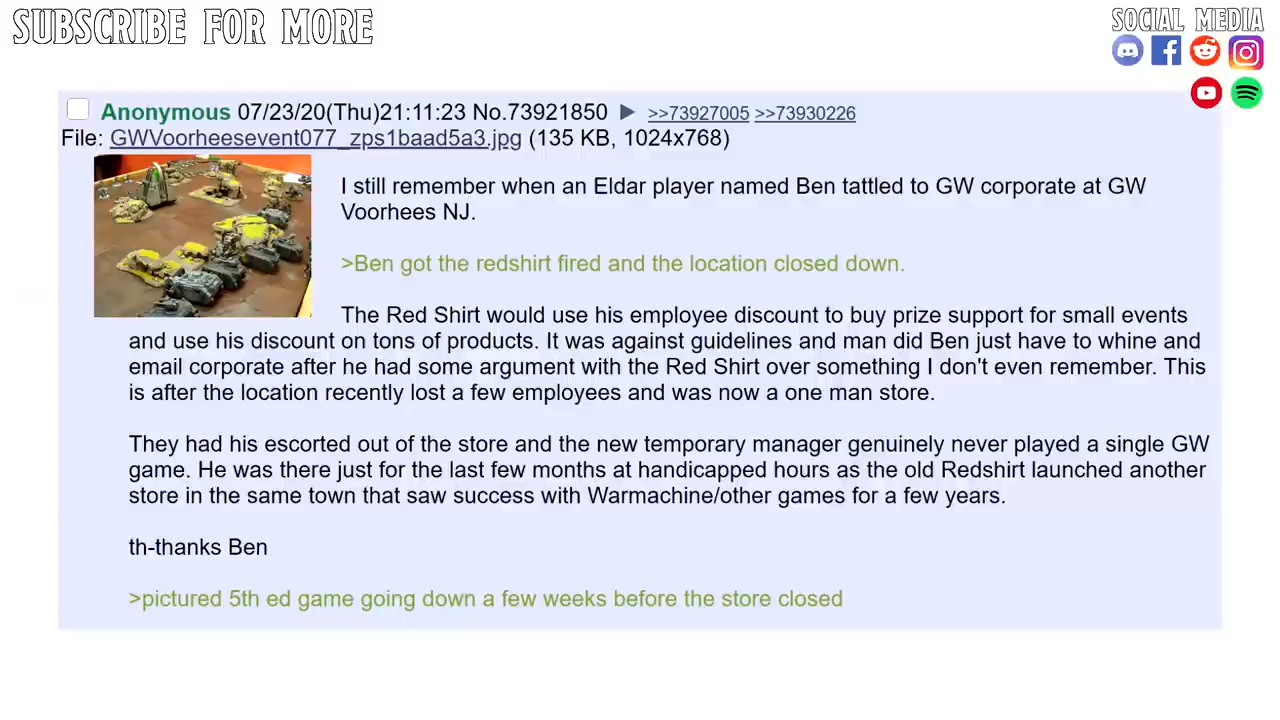 SUBSCRIBE FOR MORE
SOCIAL MEDIA
Anonymous 07/23/20(Thu)21:11:23 No.73921850 ▶ >>73927005 >>73930226
File: GWVoorheesevent077_zps1baad5a3.jpg (135 KB, 1024x768)
I still remember when an Eldar player named Ben tattled to GW corporate at GW
Voorhees NJ.
>Ben got the redshirt fired and the location closed down.
The Red Shirt would use his employee discount to buy prize support for small events
and use his discount on tons of products. It was against guidelines and man did Ben just have to whine and
email corporate after he had some argument with the Red Shirt over something I don't even remember. This
is after the location recently lost a few employees and was now a one man store.
They had his escorted out of the store and the new temporary manager genuinely never played a single GW
game. He was there just for the last few months at handicapped hours as the old Redshirt launched another
store in the same town that saw success with Warmachine/other games for a few years.
th-thanks Ben
>pictured 5th ed game going down a few weeks before the store closed